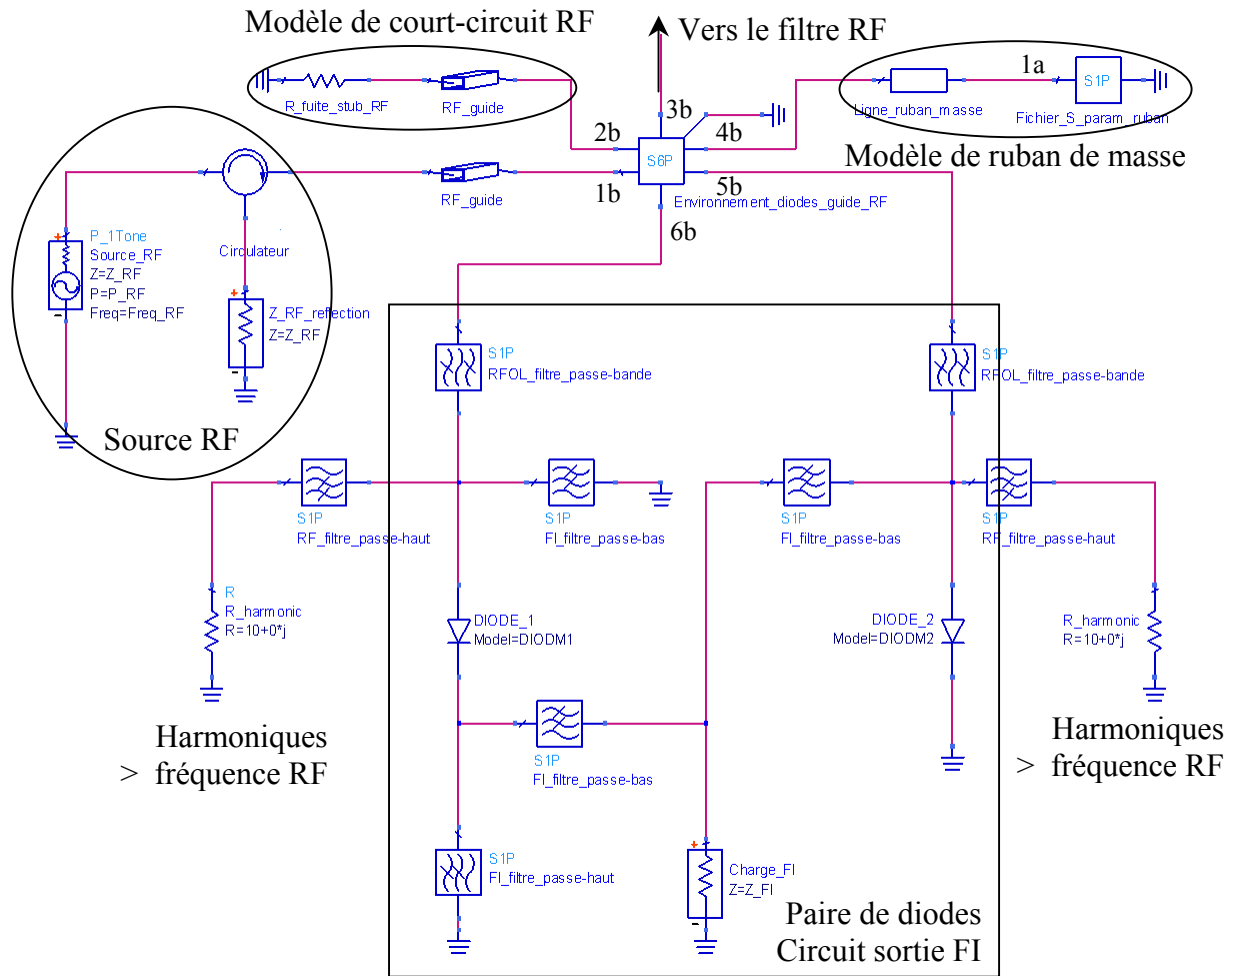 Modèle de court-circuit RF
Vers le filtre RF
R_fuite_stub_RF
RF_guide
3b
2b
4b
S6P
1a
S1P
Ligne_ruban_masse
Fichier_S_param_ruban
Modèle de ruban de masse
RF_guide
1b
5b
Environnement_diodes_guide_RF
6b
P_1Tone
Source_RF
Z=Z_RF
P=P_RF
Freq=Freq_RF
Circulateur
Z_RF_reflection
Z=Z_RF
Source RF
S1P
RFOL_filtre_passe-bande
S1P
RFOL_filtre_passe-bande
S1P
RF_filtre_passe-haut
S1P
FI_filtre_passe-bas
S1P
FI_filtre_passe-bas
S1P
RF_filtre_passe-haut
R
R_harmonic
R=10+0*j
DIODE_1
Model=DIODM1
DIODE_2
Model=DIODM2
R_harmonic
R=10+0*j
Harmoniques
> fréquence RF
S1P
FI_filtre_passe-bas
Harmoniques
> fréquence RF
S1P
FI_filtre_passe-haut
Charge_FI
Z=Z_FI
Paire de diodes
Circuit sortie FI